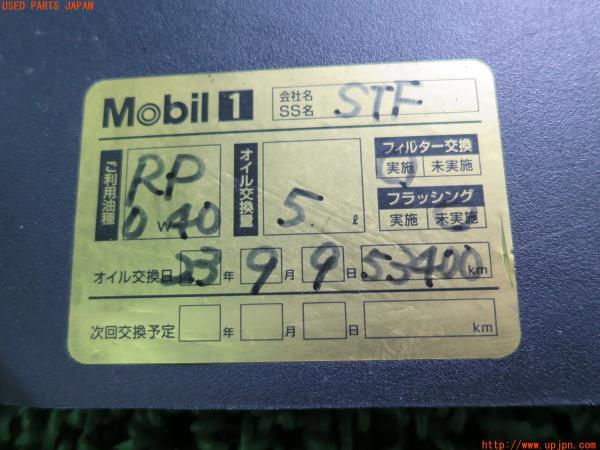 USED PARTS JAPAN
Mobil 1
会社名
SS名
STF
ご利用油種
RP
0 W 40
オイル交換量
5 ℓ
フィルター交換
実施 未実施
フラッシング
実施 未実施
オイル交換日 23 年 9 月 9 日 53400 km
次回交換予定 年 月 日 km
www.upjpn.com